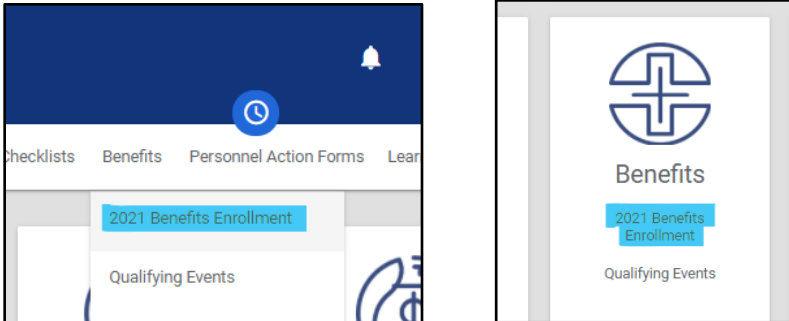 Checklists Benefits Personnel Action Forms Lear
2021 Benefits Enrollment
Qualifying Events
Benefits
2021 Benefits
Enrollment
Qualifying Events